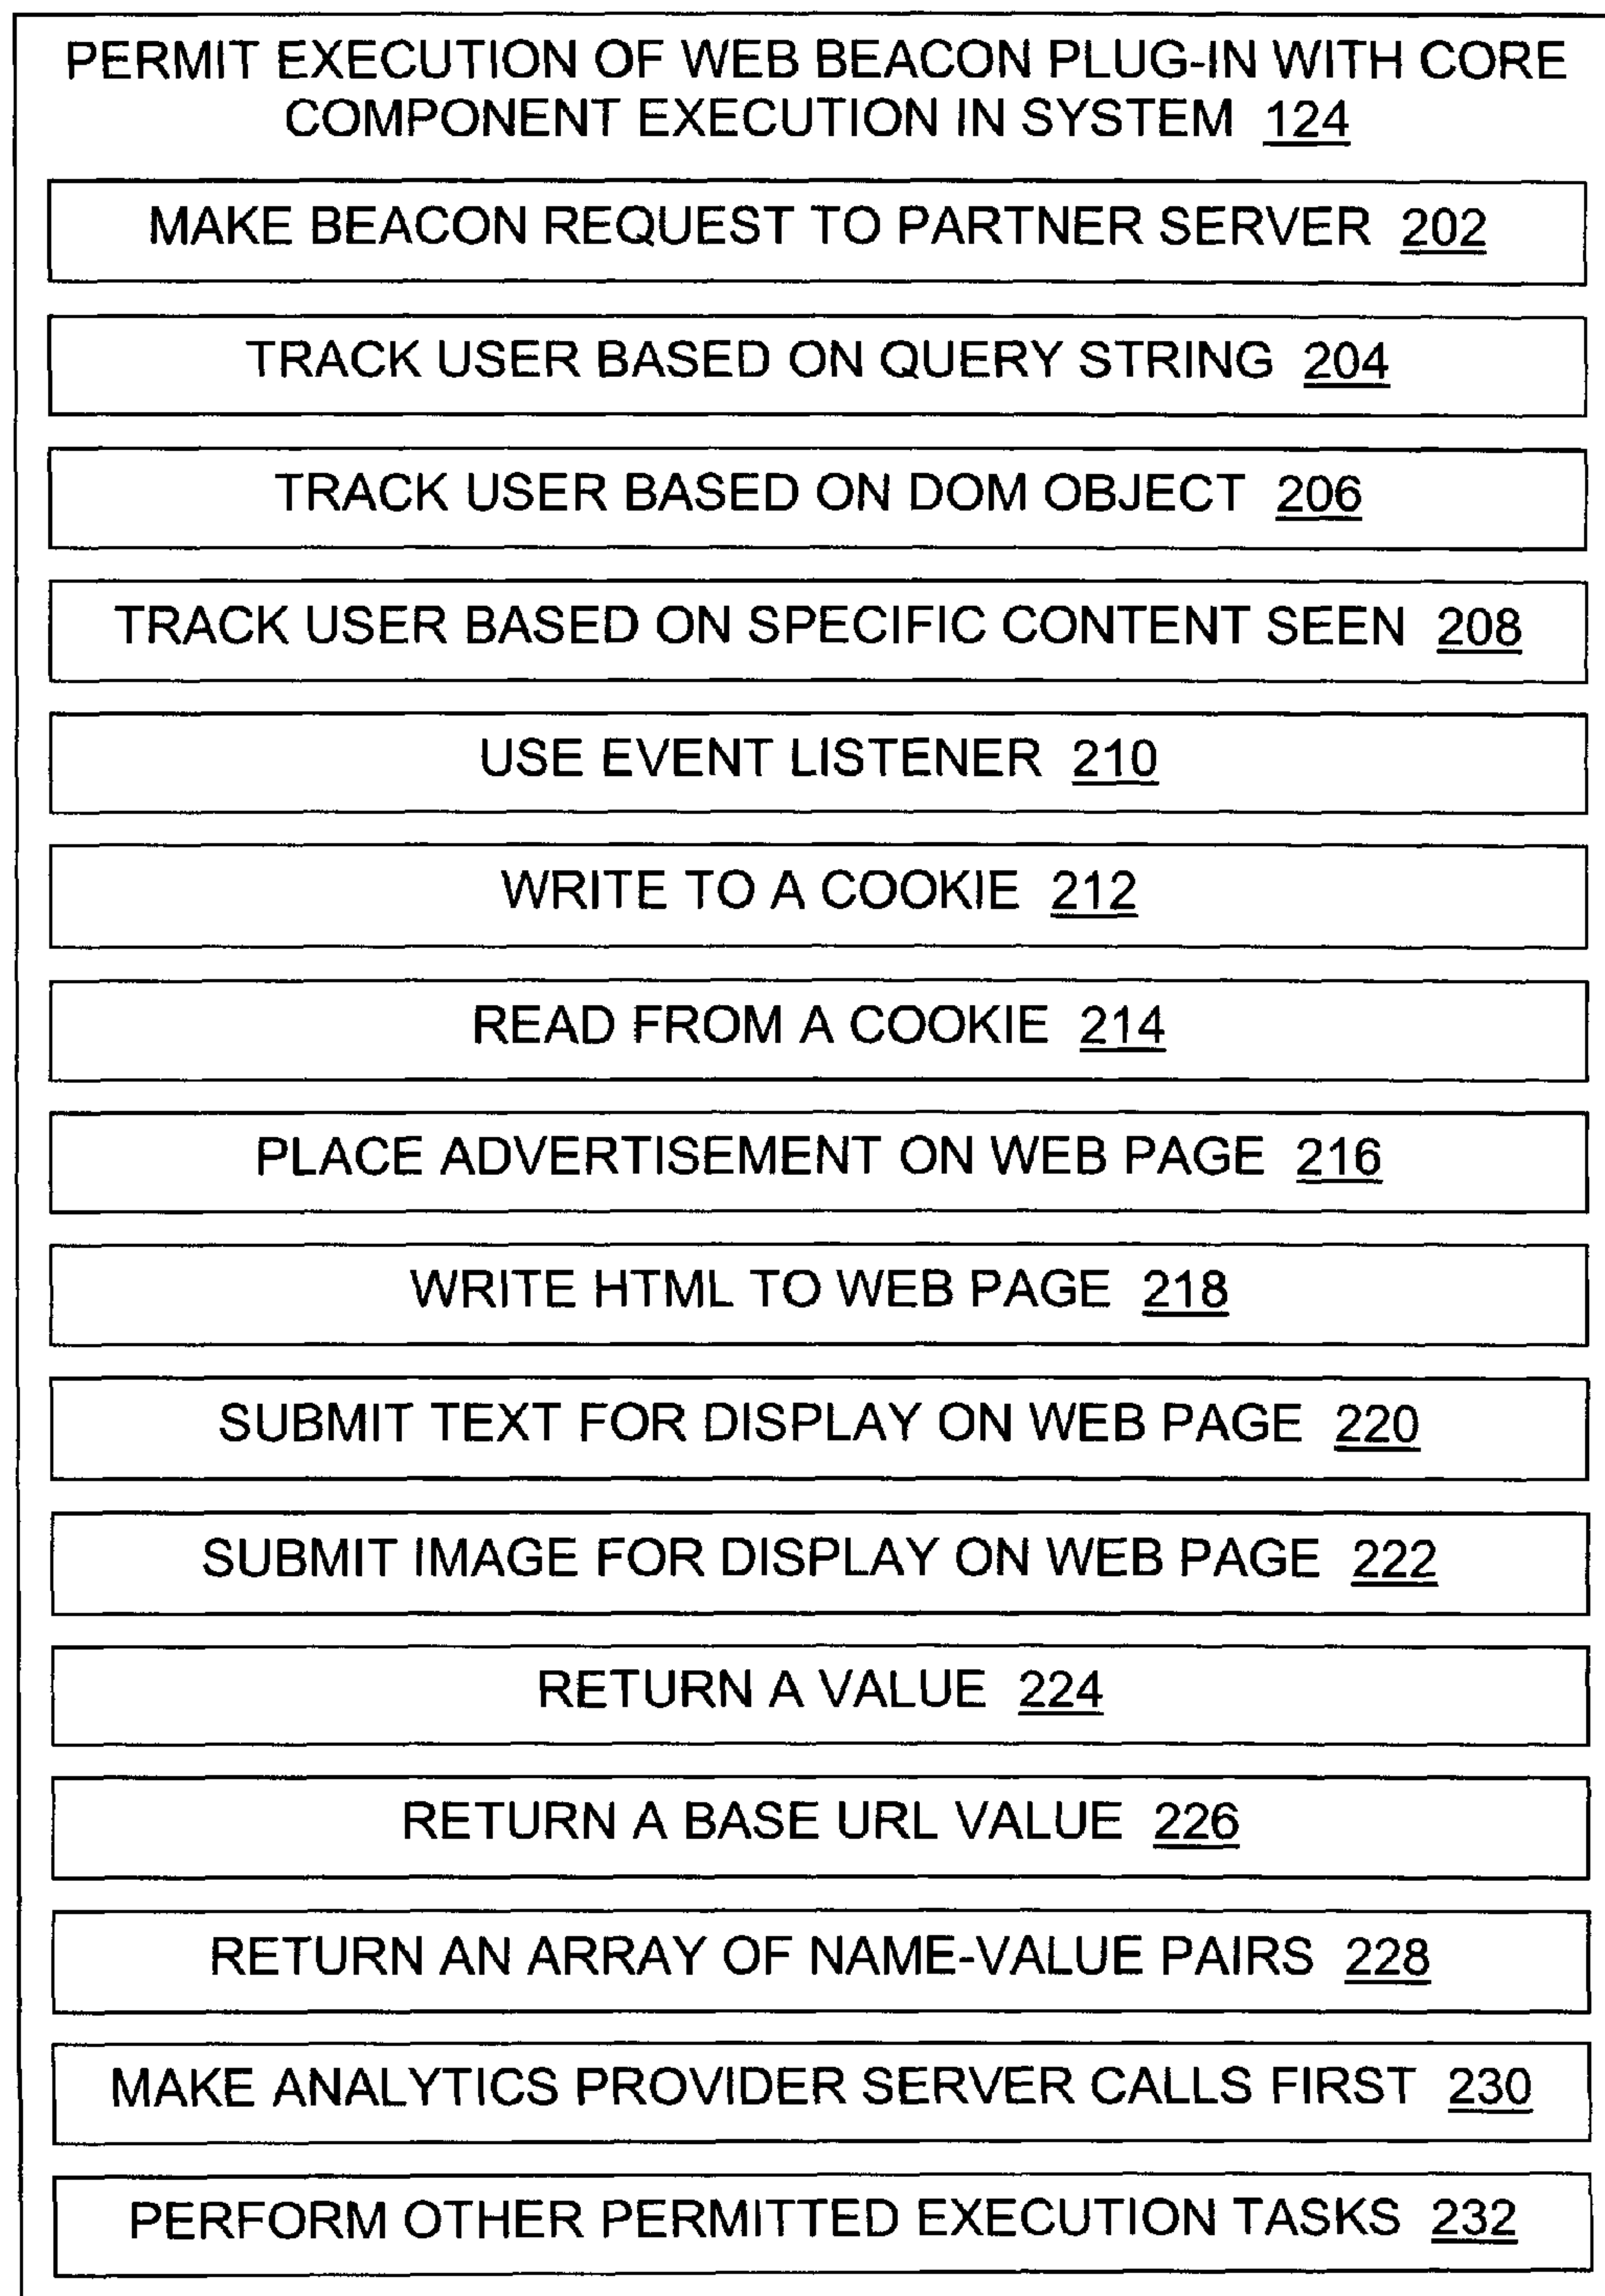 PERMIT EXECUTION OF WEB BEACON PLUG-IN WITH CORE
COMPONENT EXECUTION IN SYSTEM 124
MAKE BEACON REQUEST TO PARTNER SERVER 202
TRACK USER BASED ON QUERY STRING 204
TRACK USER BASED ON DOM OBJECT 206
TRACK USER BASED ON SPECIFIC CONTENT SEEN 208
USE EVENT LISTENER 210
WRITE TO A COOKIE 212
READ FROM A COOKIE 214
PLACE ADVERTISEMENT ON WEB PAGE 216
WRITE HTML TO WEB PAGE 218
SUBMIT TEXT FOR DISPLAY ON WEB PAGE 220
SUBMIT IMAGE FOR DISPLAY ON WEB PAGE 222
RETURN A VALUE 224
RETURN A BASE URL VALUE 226
RETURN AN ARRAY OF NAME-VALUE PAIRS 228
MAKE ANALYTICS PROVIDER SERVER CALLS FIRST 230
PERFORM OTHER PERMITTED EXECUTION TASKS 232